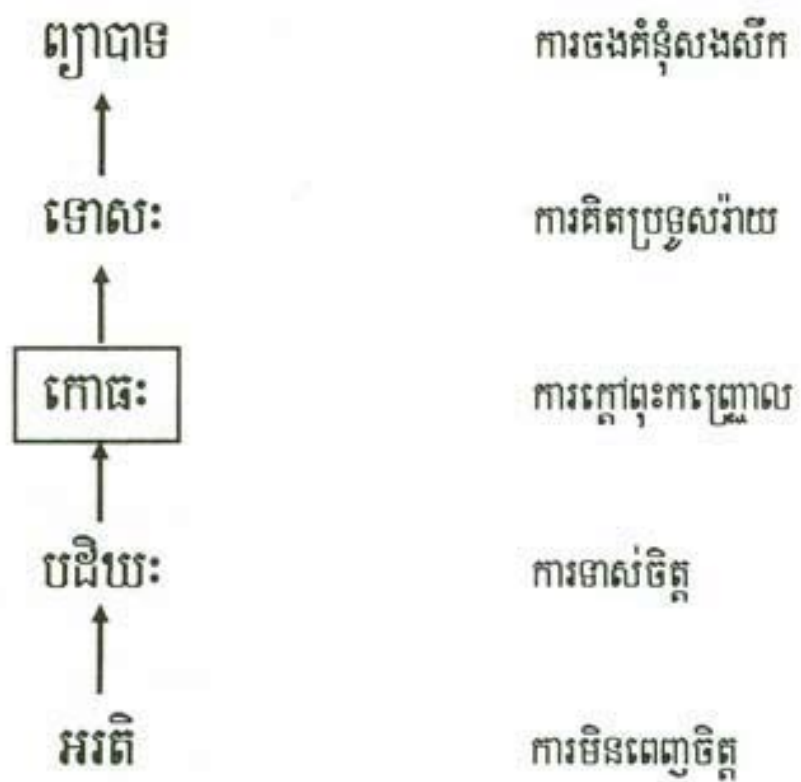 ព្យាបាទ ការចងគំនុំសងសឹក
ទោសៈ ការគិតប្រទូសរ៉ាយ
កោធៈ ការក្ដៅពុះកញ្ជ្រោល
បដិឃៈ ការទាស់ចិត្ត
អរតិ ការមិនពេញចិត្ត